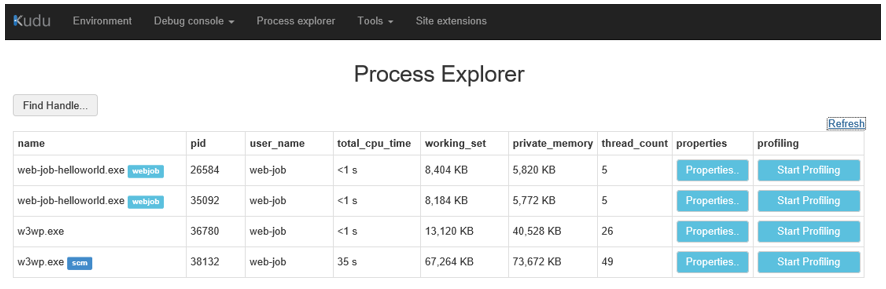 Kudu Environment Debug console Process explorer Tools Site extensions
Process Explorer
Find Handle...
Refresh
name pid user_name total_cpu_time working_set private_memory thread_count properties profiling
web-job-helloworld.exe webjob 26584 web-job <1 s 8,404 KB 5,820 KB 5 Properties.. Start Profiling
web-job-helloworld.exe webjob 35092 web-job <1 s 8,184 KB 5,772 KB 5 Properties.. Start Profiling
w3wp.exe 36780 web-job <1 s 13,120 KB 40,528 KB 26 Properties.. Start Profiling
w3wp.exe scm 38132 web-job 35 s 67,264 KB 73,672 KB 49 Properties.. Start Profiling